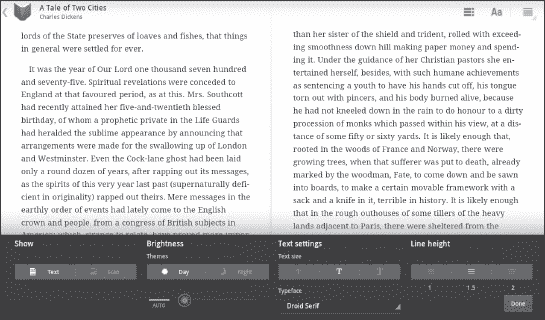 A Tale of Two Cities
Charles Dickens
Aa
lords of the State preserves of loaves and fishes, that things
in general were settled for ever.
It was the year of Our Lord one thousand seven hundred
and seventy-five. Spiritual revelations were conceded to
England at that favoured period, as at this. Mrs. Southcott
had recently attained her five-and-twentieth blessed
birthday, of whom a prophetic private in the Life Guards
had heralded the sublime appearance by announcing that
arrangements were made for the swallowing up of London
and Westminster. Even the Cock-lane ghost had been laid
only a round dozen of years, after rapping out its messages,
as the spirits of this very year last past (supernaturally defi-
cient in originality) rapped out theirs. Mere messages in the
earthly order of events had lately come to the English
crown and people, from a congress of British subjects in
than her sister of the shield and trident, rolled with exceed-
ing smoothness down hill making paper money and spend-
ing it. Under the guidance of her Christian pastors she en-
tertained herself, besides, with such humane achievements
as sentencing a youth to have his hands cut off, his tongue
torn out with pincers, and his body burned alive, because
he had not kneeled down in the rain to do honour to a dirty
procession of monks which passed within his view, at a dis-
tance of some fifty or sixty yards. It is likely enough that,
rooted in the woods of France and Norway, there were
growing trees, when that sufferer was put to death, already
marked by the woodman, Fate, to come down and be sawn
into boards, to make a certain movable framework with a
sack and a knife in it, terrible in history. It is likely enough
that in the rough outhouses of some tillers of the heavy
lands adjacent to Paris, there were sheltered from the
Show
Text
Scan
Brightness
Themes
Day
Night
AUTO
Text settings
Text size
T
T
T
Typeface
Droid Serif
Line height
1
1.5
2
Done